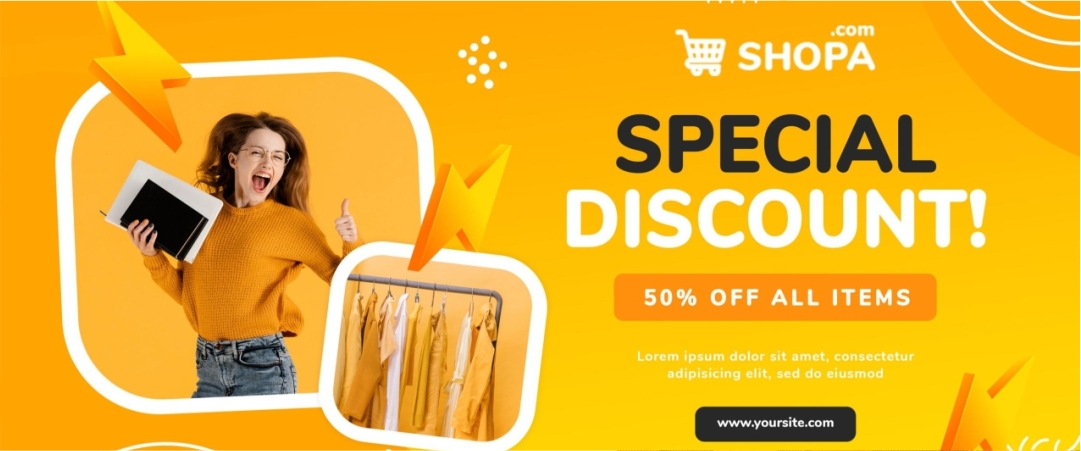 .com
SHOPA
SPECIAL
DISCOUNT!
50% OFF ALL ITEMS
Lorem ipsum dolor sit amet, consectetur
adipisicing elit, sed do eiusmod
www.yoursite.com